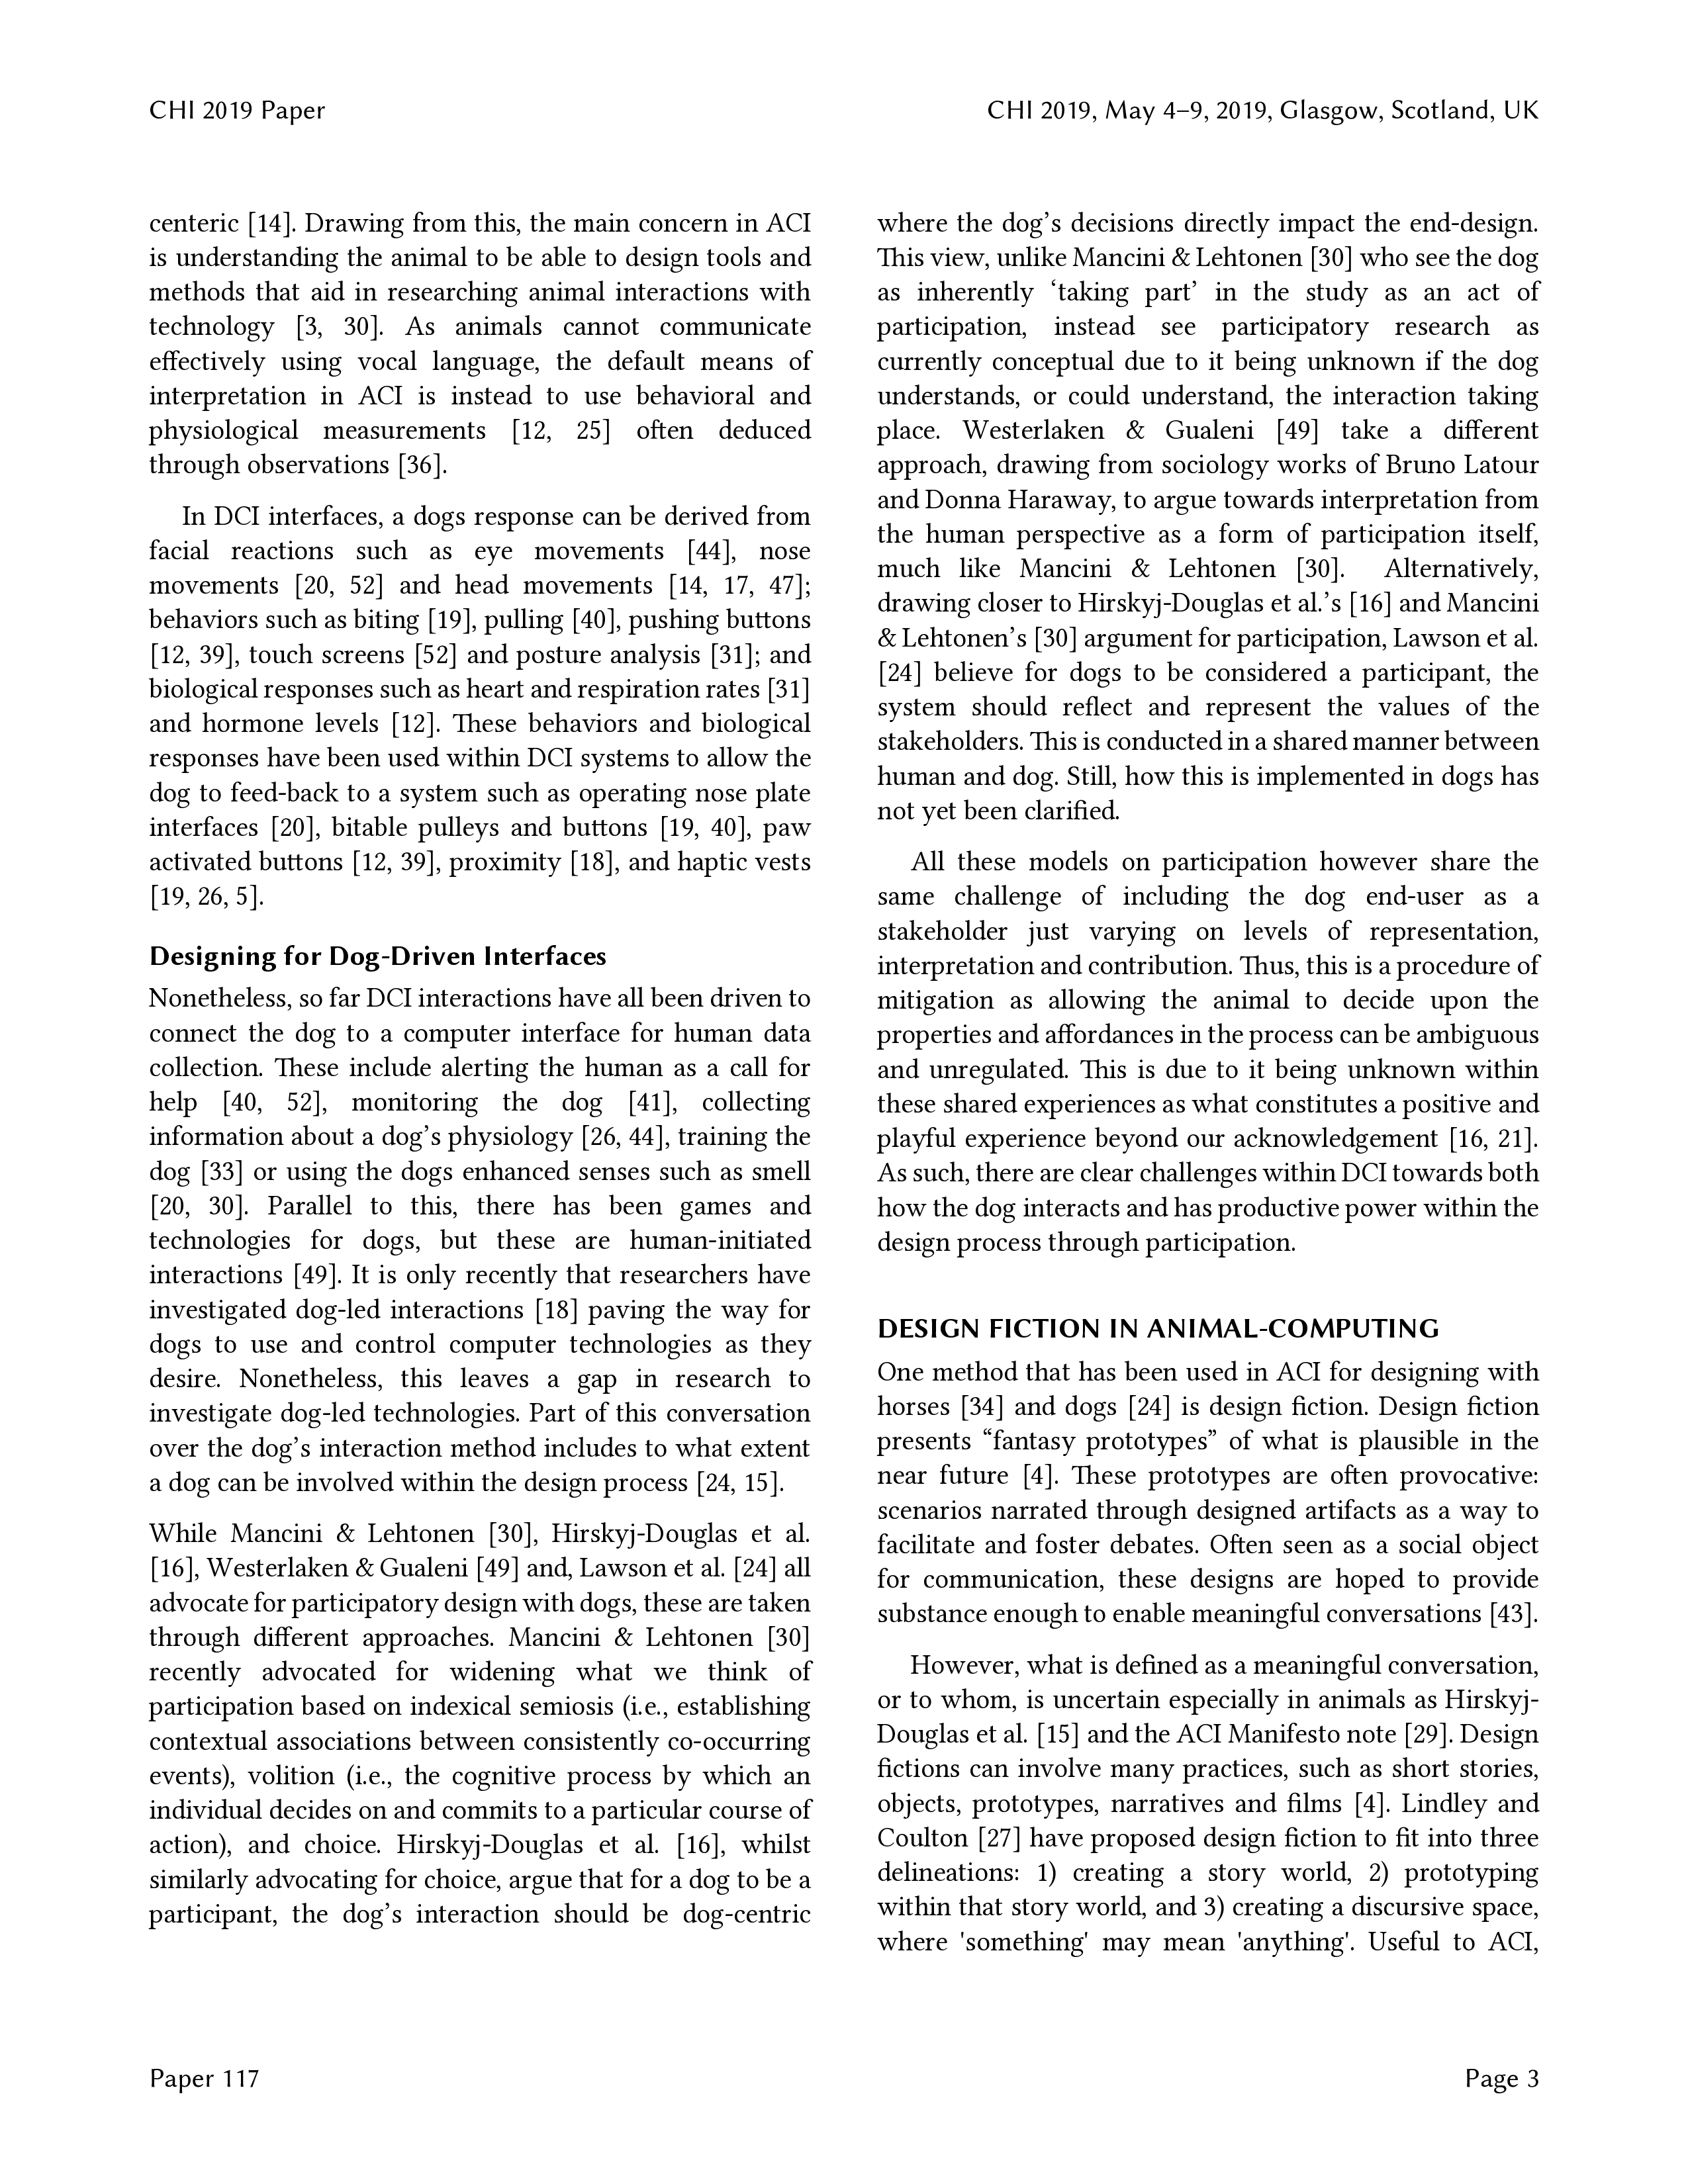 CHI 2019 Paper
CHI 2019, May 4–9, 2019, Glasgow, Scotland, UK
centeric [14]. Drawing from this, the main concern in ACI
is understanding the animal to be able to design tools and
methods that aid in researching animal interactions with
technology [3, 30]. As animals cannot communicate
effectively using vocal language, the default means of
interpretation in ACI is instead to use behavioral and
physiological measurements [12, 25] often deduced
through observations [36].
In DCI interfaces, a dogs response can be derived from
facial reactions such as eye movements [44], nose
movements [20, 52] and head movements [14, 17, 47];
behaviors such as biting [19], pulling [40], pushing buttons
[12, 39], touch screens [52] and posture analysis [31]; and
biological responses such as heart and respiration rates [31]
and hormone levels [12]. These behaviors and biological
responses have been used within DCI systems to allow the
dog to feed-back to a system such as operating nose plate
interfaces [20], bitable pulleys and buttons [19, 40], paw
activated buttons [12, 39], proximity [18], and haptic vests
[19, 26, 5].
Designing for Dog-Driven Interfaces
Nonetheless, so far DCI interactions have all been driven to
connect the dog to a computer interface for human data
collection. These include alerting the human as a call for
help [40, 52], monitoring the dog [41], collecting
information about a dog’s physiology [26, 44], training the
dog [33] or using the dogs enhanced senses such as smell
[20, 30]. Parallel to this, there has been games and
technologies for dogs, but these are human-initiated
interactions [49]. It is only recently that researchers have
investigated dog-led interactions [18] paving the way for
dogs to use and control computer technologies as they
desire. Nonetheless, this leaves a gap in research to
investigate dog-led technologies. Part of this conversation
over the dog’s interaction method includes to what extent
a dog can be involved within the design process [24, 15].
While Mancini & Lehtonen [30], Hirskyj-Douglas et al.
[16], Westerlaken & Gualeni [49] and, Lawson et al. [24] all
advocate for participatory design with dogs, these are taken
through different approaches. Mancini & Lehtonen [30]
recently advocated for widening what we think of
participation based on indexical semiosis (i.e., establishing
contextual associations between consistently co-occurring
events), volition (i.e., the cognitive process by which an
individual decides on and commits to a particular course of
action), and choice. Hirskyj-Douglas et al. [16], whilst
similarly advocating for choice, argue that for a dog to be a
participant, the dog’s interaction should be dog-centric
where the dog’s decisions directly impact the end-design.
This view, unlike Mancini & Lehtonen [30] who see the dog
as inherently ‘taking part’ in the study as an act of
participation, instead see participatory research as
currently conceptual due to it being unknown if the dog
understands, or could understand, the interaction taking
place. Westerlaken & Gualeni [49] take a different
approach, drawing from sociology works of Bruno Latour
and Donna Haraway, to argue towards interpretation from
the human perspective as a form of participation itself,
much like Mancini & Lehtonen [30]. Alternatively,
drawing closer to Hirskyj-Douglas et al.’s [16] and Mancini
& Lehtonen’s [30] argument for participation, Lawson et al.
[24] believe for dogs to be considered a participant, the
system should reflect and represent the values of the
stakeholders. This is conducted in a shared manner between
human and dog. Still, how this is implemented in dogs has
not yet been clarified.
All these models on participation however share the
same challenge of including the dog end-user as a
stakeholder just varying on levels of representation,
interpretation and contribution. Thus, this is a procedure of
mitigation as allowing the animal to decide upon the
properties and affordances in the process can be ambiguous
and unregulated. This is due to it being unknown within
these shared experiences as what constitutes a positive and
playful experience beyond our acknowledgement [16, 21].
As such, there are clear challenges within DCI towards both
how the dog interacts and has productive power within the
design process through participation.
DESIGN FICTION IN ANIMAL-COMPUTING
One method that has been used in ACI for designing with
horses [34] and dogs [24] is design fiction. Design fiction
presents “fantasy prototypes” of what is plausible in the
near future [4]. These prototypes are often provocative:
scenarios narrated through designed artifacts as a way to
facilitate and foster debates. Often seen as a social object
for communication, these designs are hoped to provide
substance enough to enable meaningful conversations [43].
However, what is defined as a meaningful conversation,
or to whom, is uncertain especially in animals as Hirskyj-
Douglas et al. [15] and the ACI Manifesto note [29]. Design
fictions can involve many practices, such as short stories,
objects, prototypes, narratives and films [4]. Lindley and
Coulton [27] have proposed design fiction to fit into three
delineations: 1) creating a story world, 2) prototyping
within that story world, and 3) creating a discursive space,
where 'something' may mean 'anything'. Useful to ACI,
Paper 117
Page 3